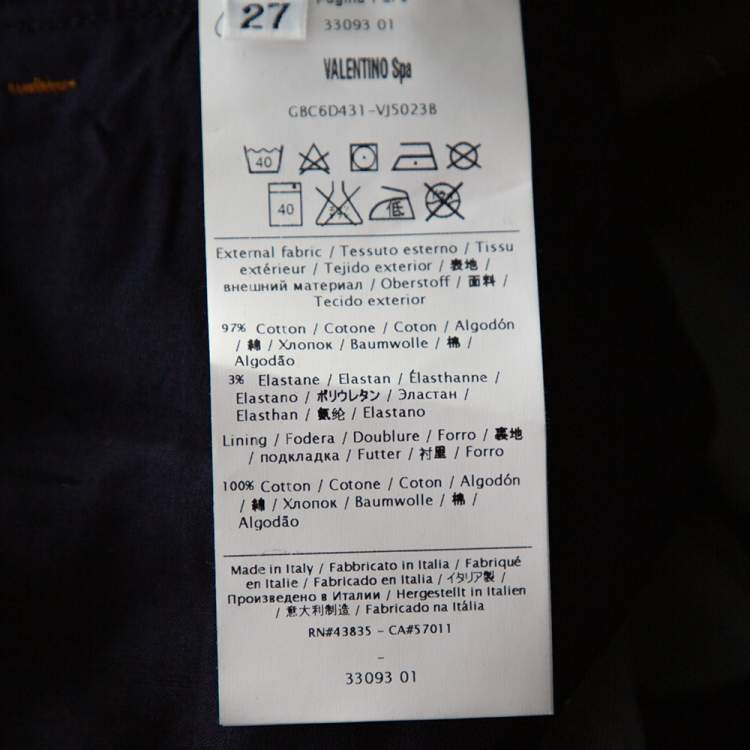 27
33093 01
VALENTINO Spa
GBC6D431-VJ5023B
40
40 低
External fabric / Tessuto esterno / Tissu
extérieur / Tejido exterior / 表地 /
внешний материал / Oberstoff / 面料 /
Tecido exterior
97% Cotton / Cotone / Coton / Algodón
/ 綿 / Хлопок / Baumwolle / 棉 /
Algodão
3% Elastane / Elastan / Élasthanne /
Elastano / ポリウレタン / Эластан /
Elasthan / 氨纶 / Elastano
Lining / Fodera / Doublure / Forro / 裏地
/ подкладка / Futter / 衬里 / Forro
100% Cotton / Cotone / Coton / Algodón
/ 綿 / Хлопок / Baumwolle / 棉 /
Algodão
Made in Italy / Fabbricato in Italia / Fabriqué
en Italie / Fabricado en Italia / イタリア製 /
Произведено в Италии / Hergestellt in Italien
/ 意大利制造 / Fabricado na Itália
RN#43835 - CA#57011
-
33093 01